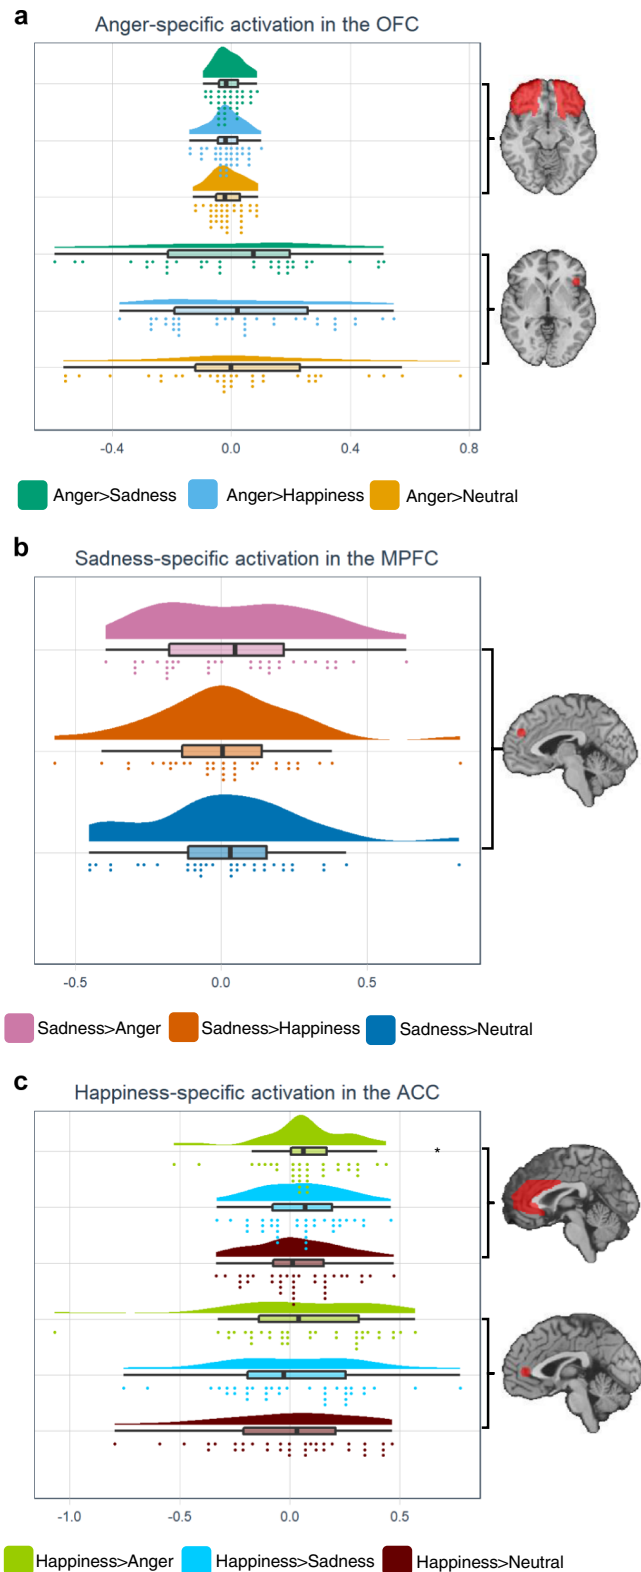 a
Anger-specific activation in the OFC
-0.4 0.0 0.4 0.8
Anger>Sadness Anger>Happiness Anger>Neutral
b
Sadness-specific activation in the MPFC
-0.5 0.0 0.5
Sadness>Anger Sadness>Happiness Sadness>Neutral
c
Happiness-specific activation in the ACC
*
-1.0 -0.5 0.0 0.5
Happiness>Anger Happiness>Sadness Happiness>Neutral